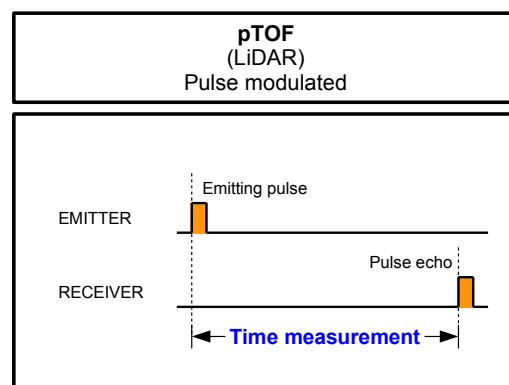 pTOF
(LiDAR)
Pulse modulated
Emitting pulse
EMITTER
Pulse echo
RECEIVER
Time measurement